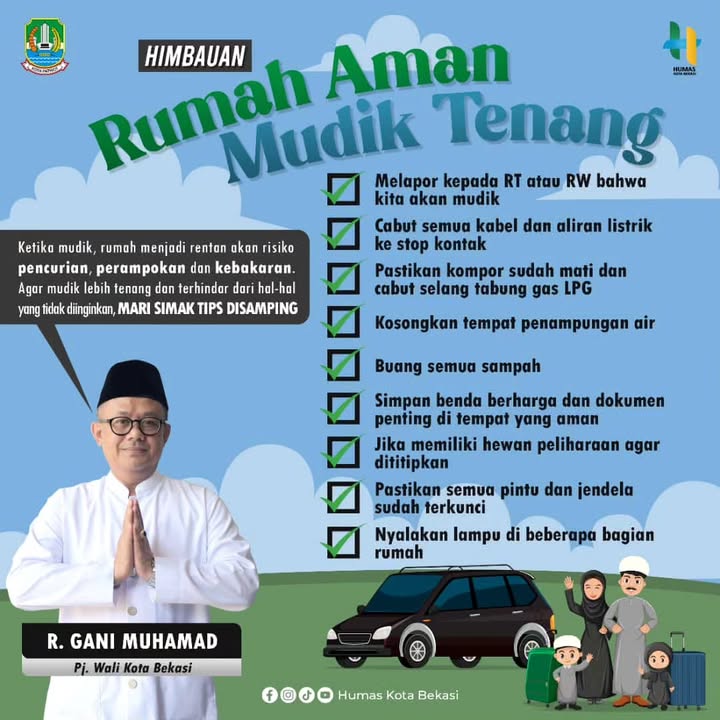 KOTA BEKASI
HIMBAUAN
HUMAS
KOTA BEKASI
Rumah Aman
Mudik Tenang
Melapor kepada RT atau RW bahwa
kita akan mudik
Cabut semua kabel dan aliran listrik
ke stop kontak
Pastikan kompor sudah mati dan
cabut selang tabung gas LPG
Kosongkan tempat penampungan air
Buang semua sampah
Simpan benda berharga dan dokumen
penting di tempat yang aman
Jika memiliki hewan peliharaan agar
dititipkan
Pastikan semua pintu dan jendela
sudah terkunci
Nyalakan lampu di beberapa bagian
rumah
Ketika mudik, rumah menjadi rentan akan risiko
pencurian, perampokan dan kebakaran.
Agar mudik lebih tenang dan terhindar dari hal-hal
yang tidak diinginkan, MARI SIMAK TIPS DISAMPING
R. GANI MUHAMAD
Pj. Wali Kota Bekasi
Humas Kota Bekasi